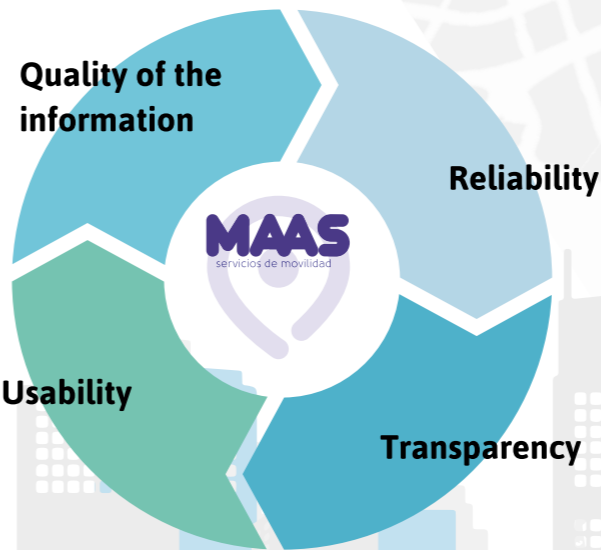 Quality of the
information
Reliability
MAAS
servicios de movilidad
Usability
Transparency